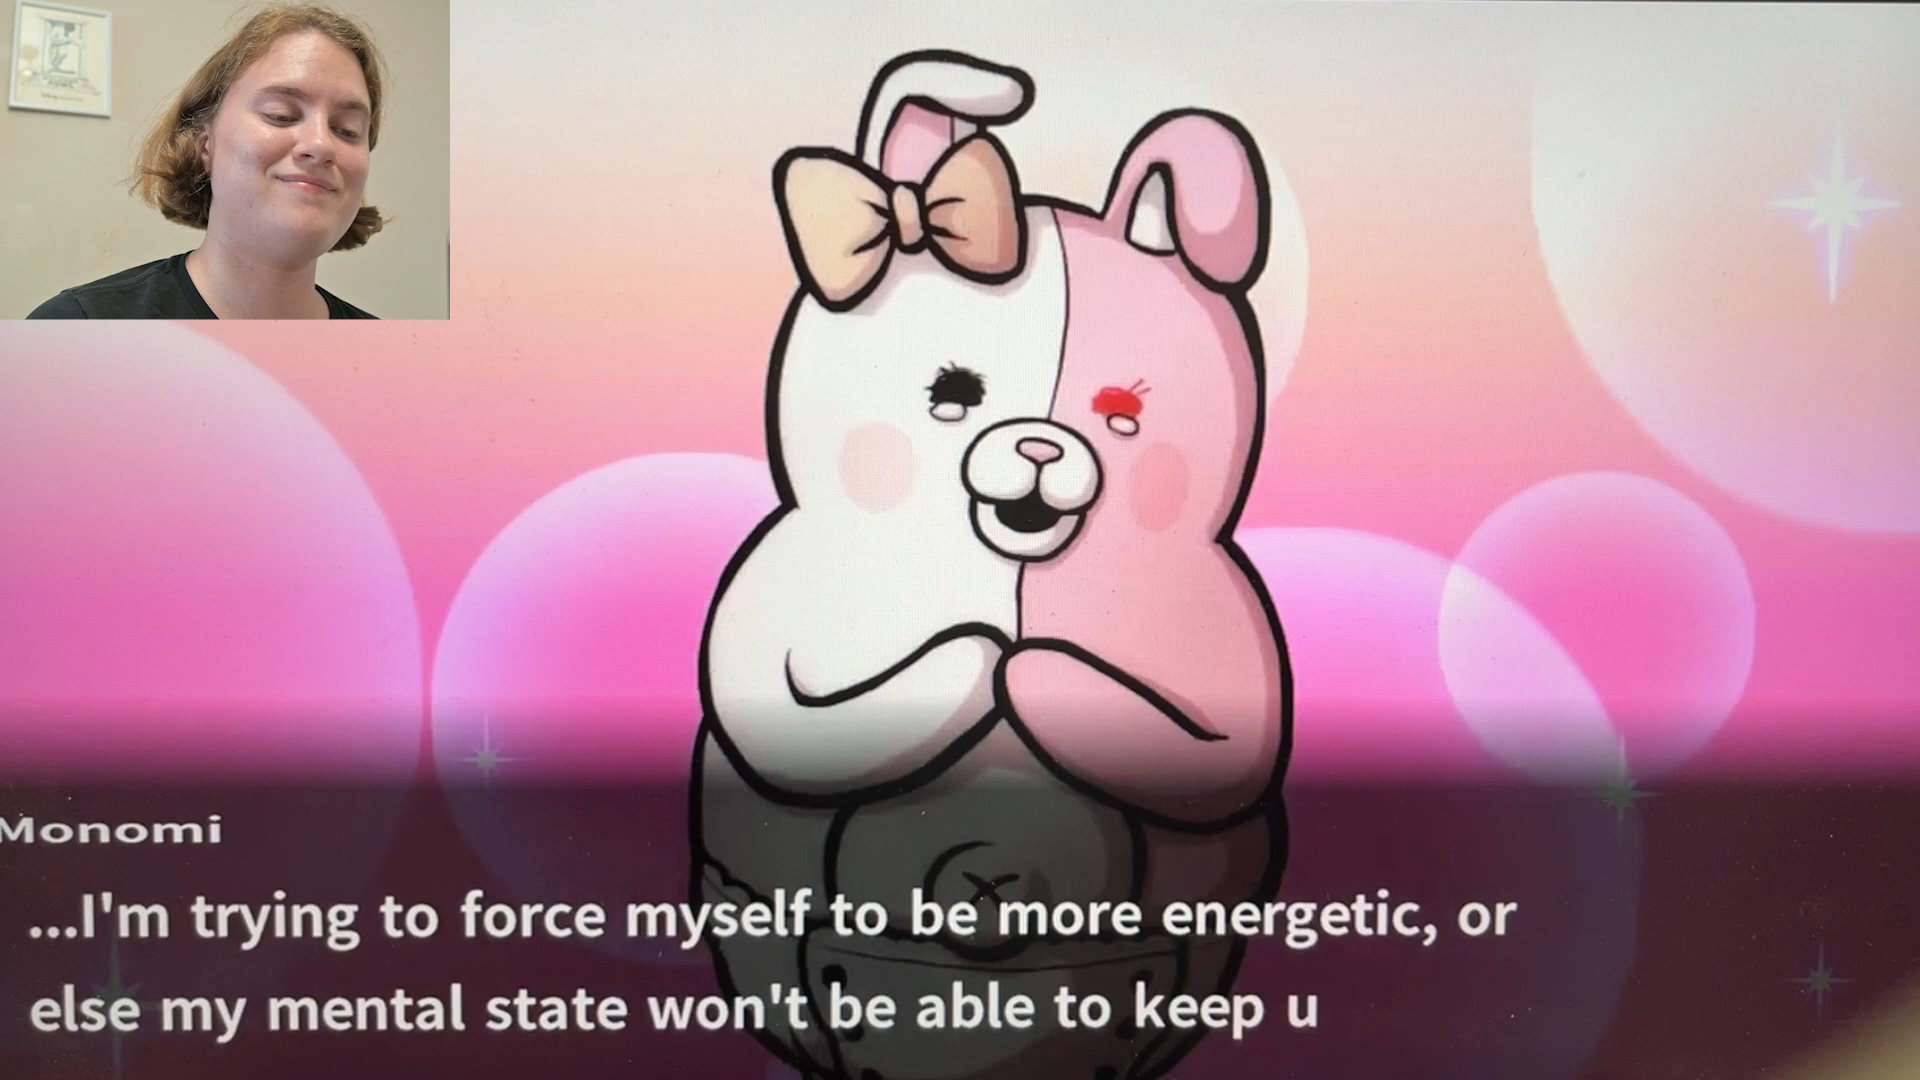 Monomi
...I'm trying to force myself to be more energetic, or
else my mental state won't be able to keep u